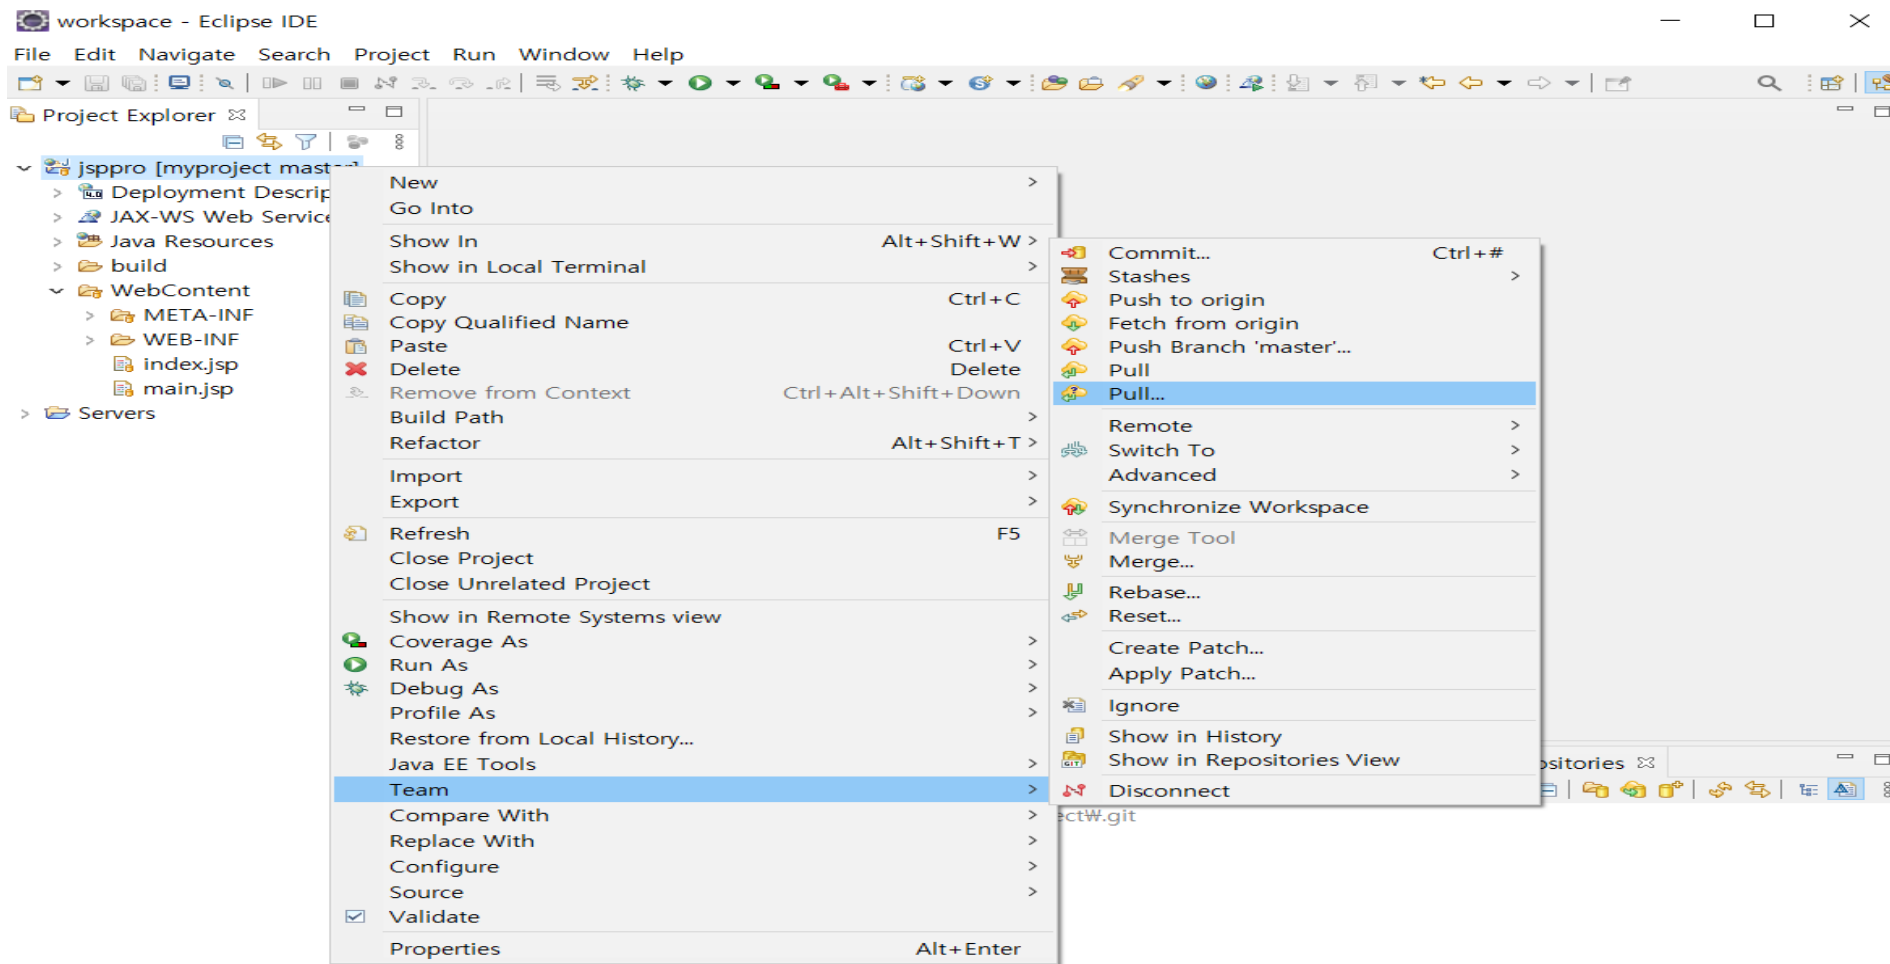 workspace - Eclipse IDE
File Edit Navigate Search Project Run Window Help
Project Explorer
jsppro [myproject master]
Deployment Descrip
JAX-WS Web Service
Java Resources
build
WebContent
META-INF
WEB-INF
index.jsp
main.jsp
Servers
New
Go Into
Show In Alt+Shift+W
Show in Local Terminal
Copy Ctrl+C
Copy Qualified Name
Paste Ctrl+V
Delete Delete
Remove from Context Ctrl+Alt+Shift+Down
Build Path
Refactor Alt+Shift+T
Import
Export
Refresh F5
Close Project
Close Unrelated Project
Show in Remote Systems view
Coverage As
Run As
Debug As
Profile As
Restore from Local History...
Java EE Tools
Team
Compare With
Replace With
Configure
Source
Validate
Properties Alt+Enter
Commit... Ctrl+#
Stashes
Push to origin
Fetch from origin
Push Branch 'master'...
Pull
Pull...
Remote
Switch To
Advanced
Synchronize Workspace
Merge Tool
Merge...
Rebase...
Reset...
Create Patch...
Apply Patch...
Ignore
Show in History
Show in Repositories View
Disconnect
ositories
ect₩.git